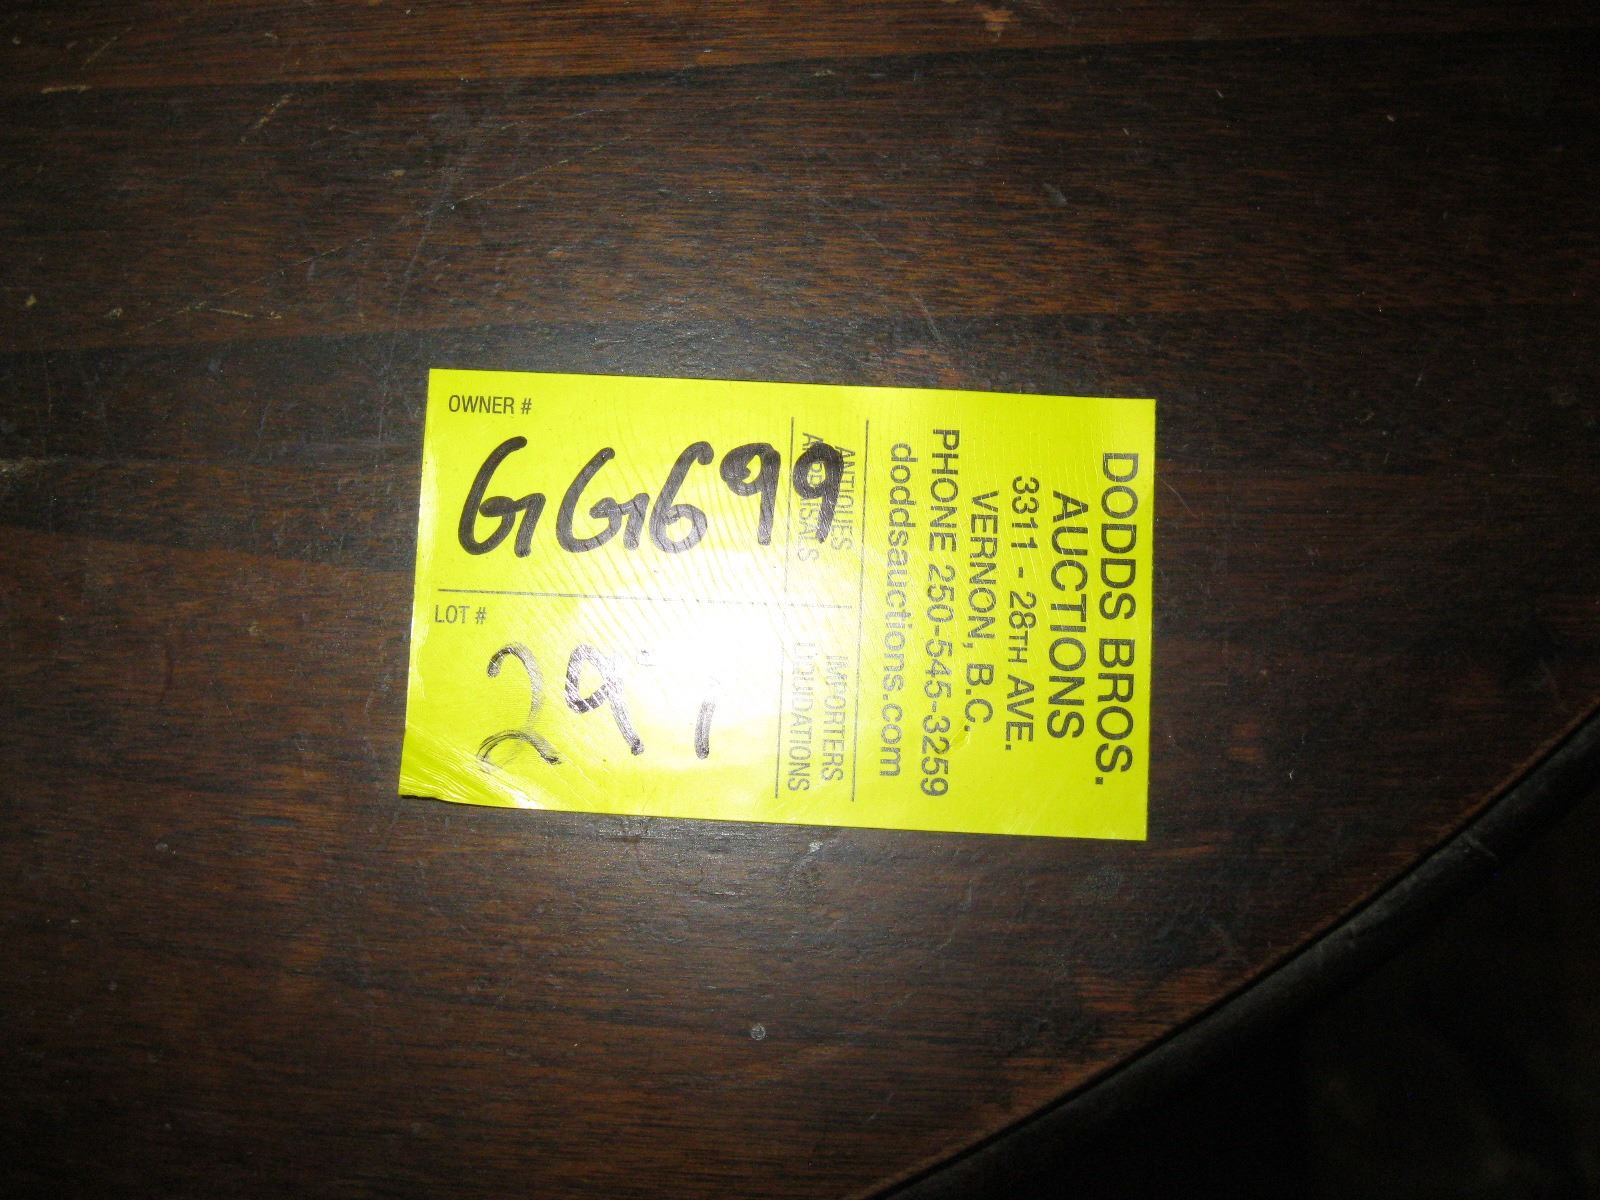 OWNER #
GG699
LOT #
DODDS BROS.
AUCTIONS
3311 - 28TH AVE.
VERNON, B.C.
PHONE 250-545-3259
doddsauctions.com
ANTIQUES IMPORTERS
APPRAISALS LIQUIDATIONS